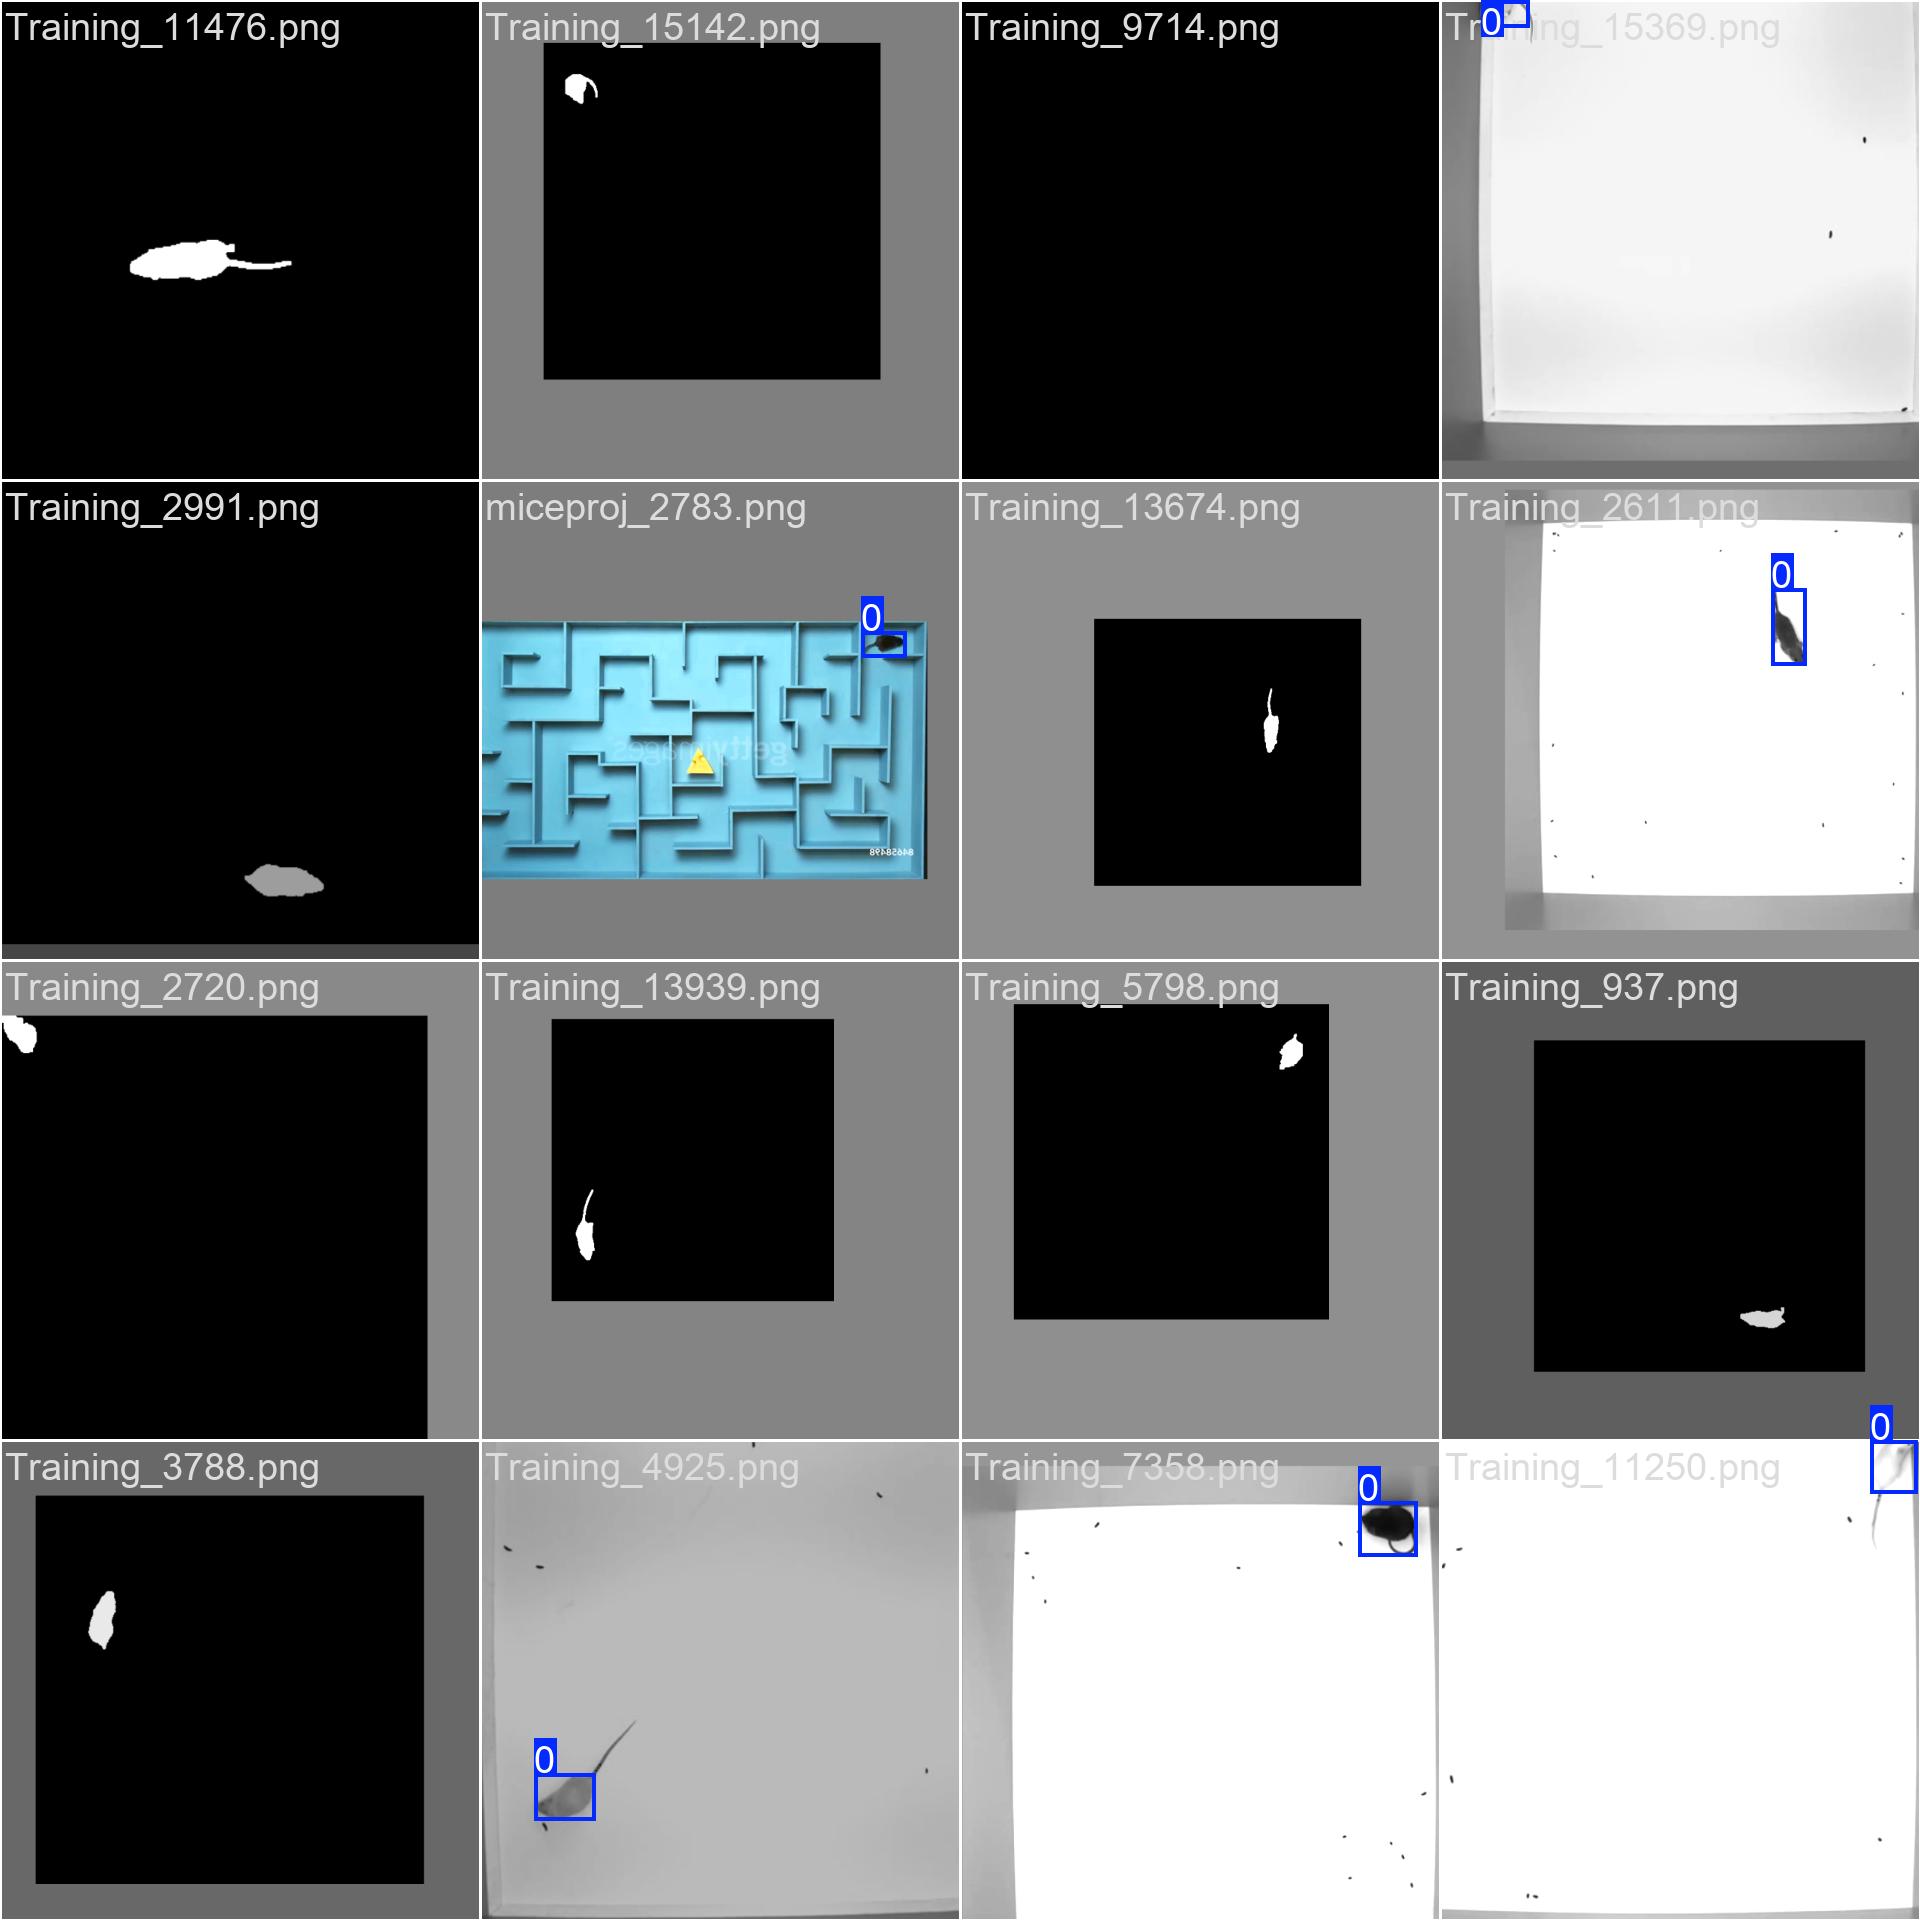 Training_11476.png
Training_15142.png
Training_9714.png
0
Training_15369.png
Training_2991.png
miceproj_2783.png
Training_13674.png
Training_2611.png
0
0
gettyimages
84658498
Training_2720.png
Training_13939.png
Training_5798.png
Training_937.png
Training_3788.png
Training_4925.png
Training_7358.png
Training_11250.png
0
0
0